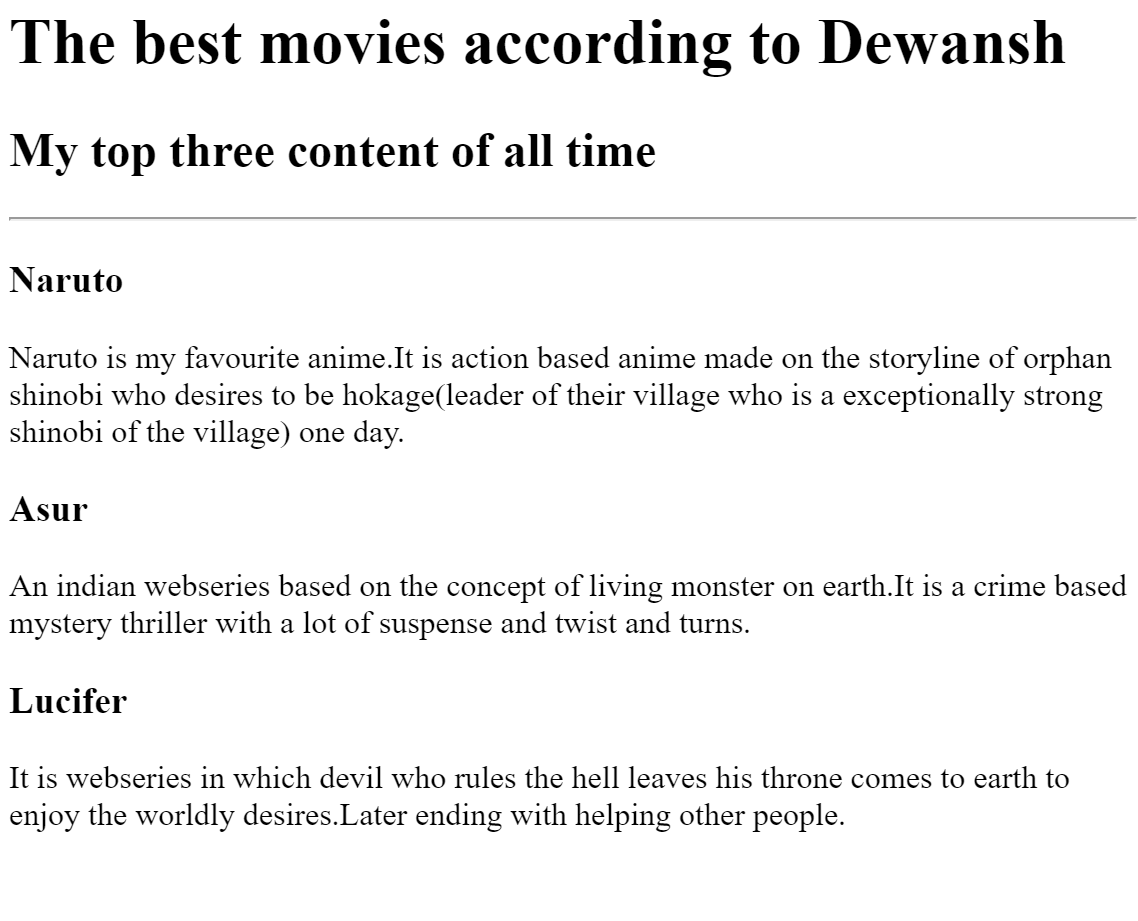 The best movies according to Dewansh
My top three content of all time
Naruto
Naruto is my favourite anime.It is action based anime made on the storyline of orphan
shinobi who desires to be hokage(leader of their village who is a exceptionally strong
shinobi of the village) one day.
Asur
An indian webseries based on the concept of living monster on earth.It is a crime based
mystery thriller with a lot of suspense and twist and turns.
Lucifer
It is webseries in which devil who rules the hell leaves his throne comes to earth to
enjoy the worldly desires.Later ending with helping other people.